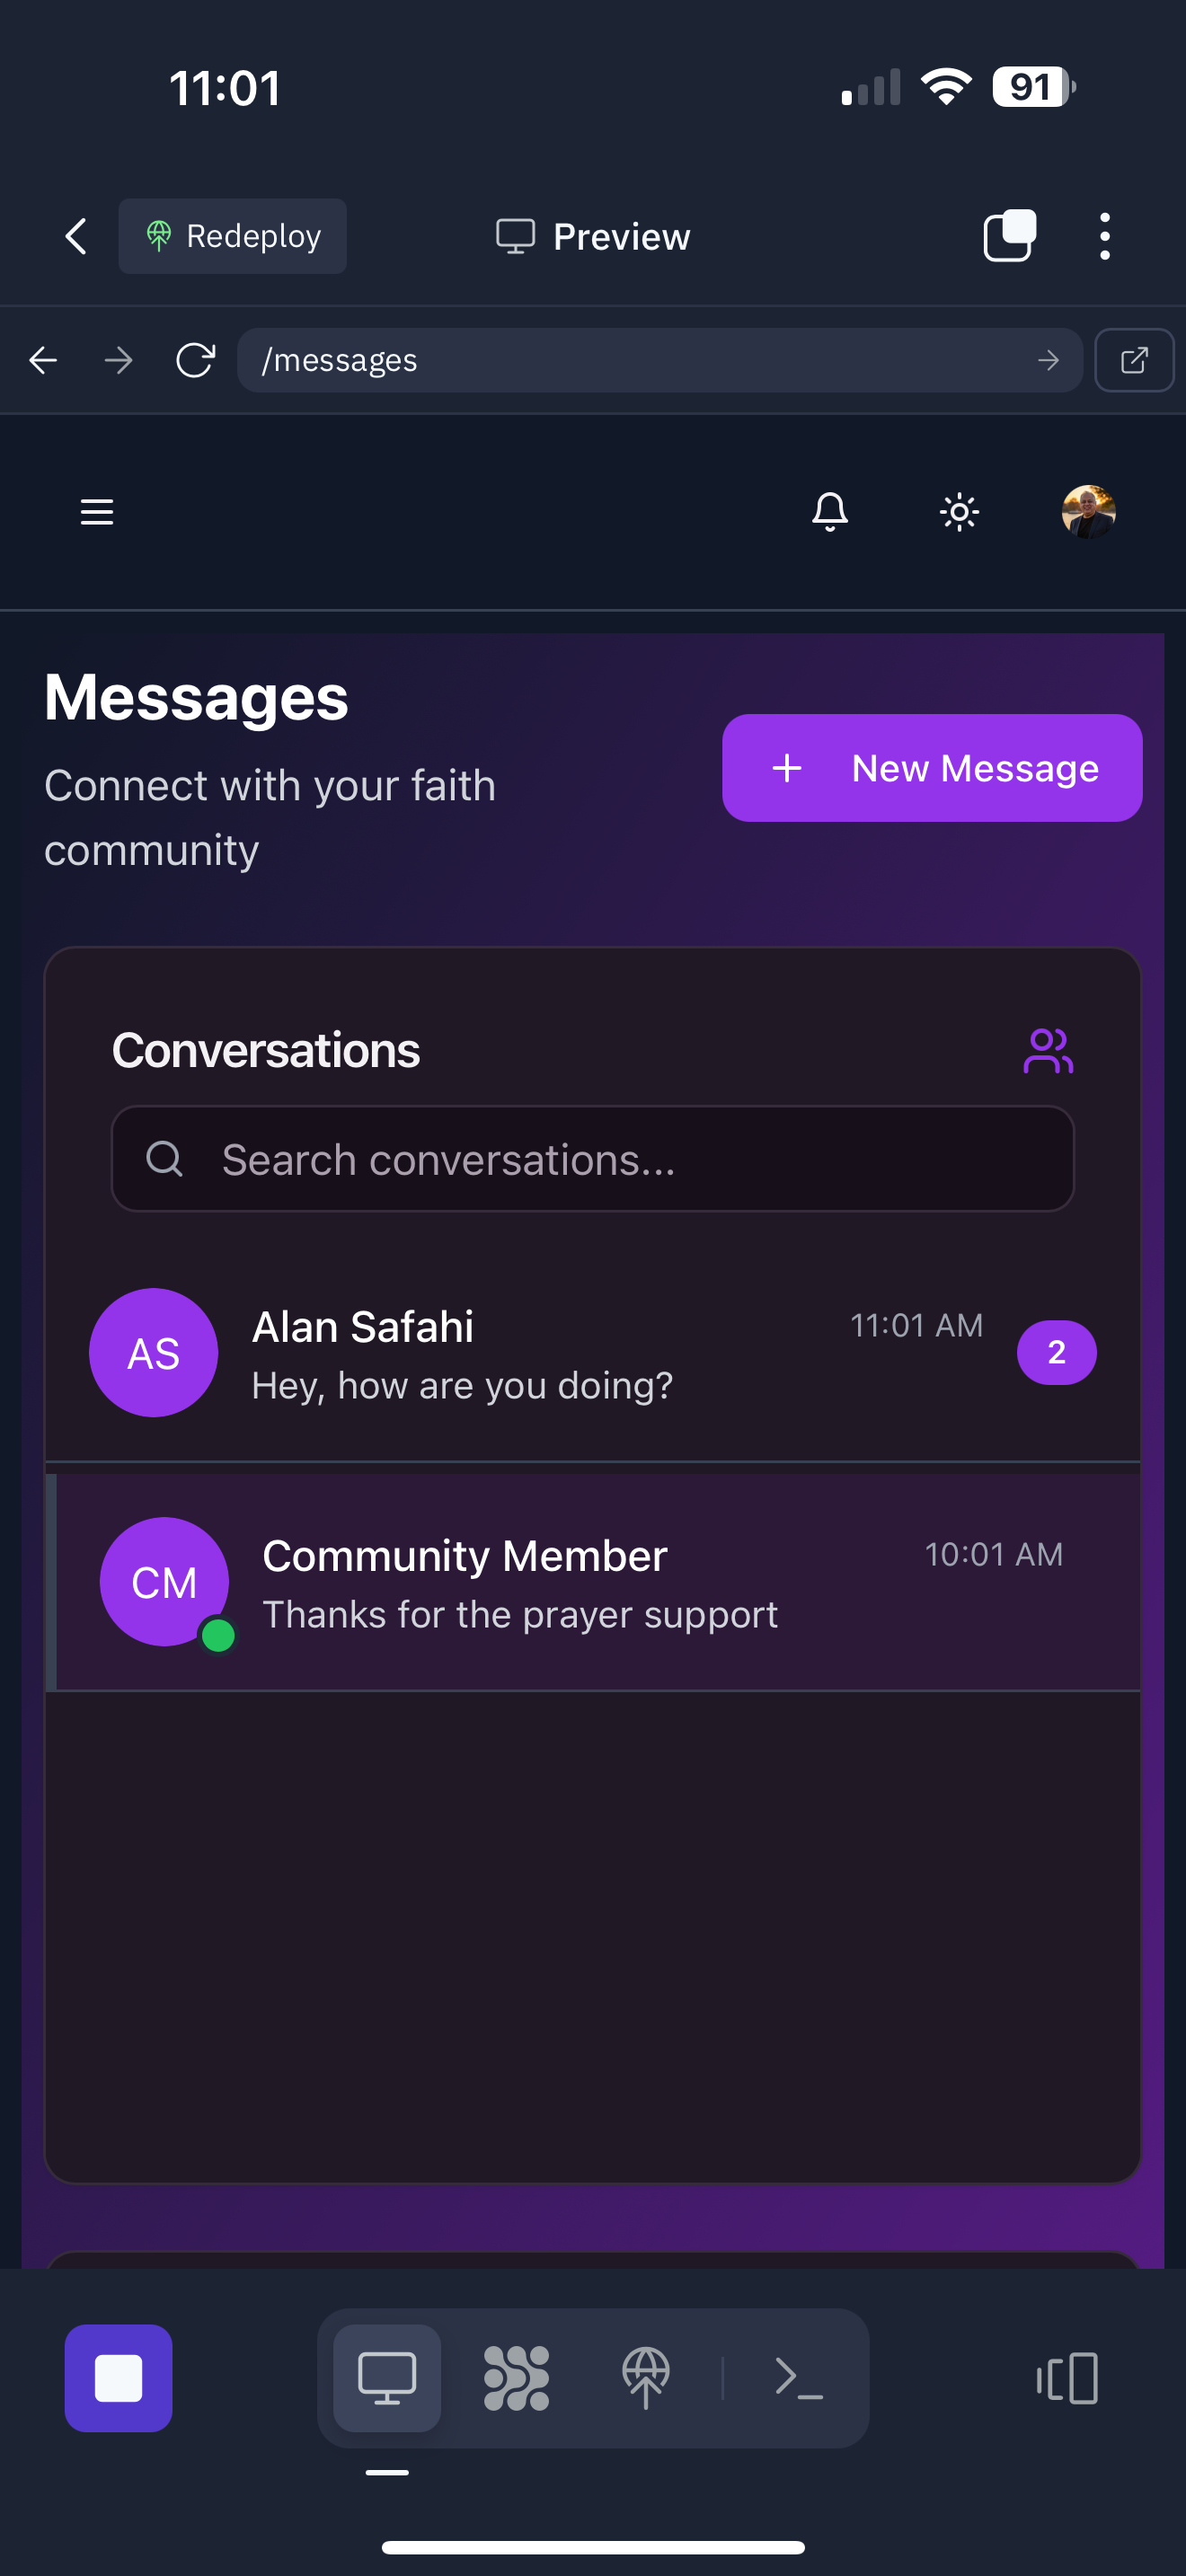 11:01
91
Redeploy
Preview
/messages
Messages
Connect with your faith
community
New Message
Conversations
Search conversations...
AS
Alan Safahi
11:01 AM
Hey, how are you doing?
2
CM
Community Member
10:01 AM
Thanks for the prayer support